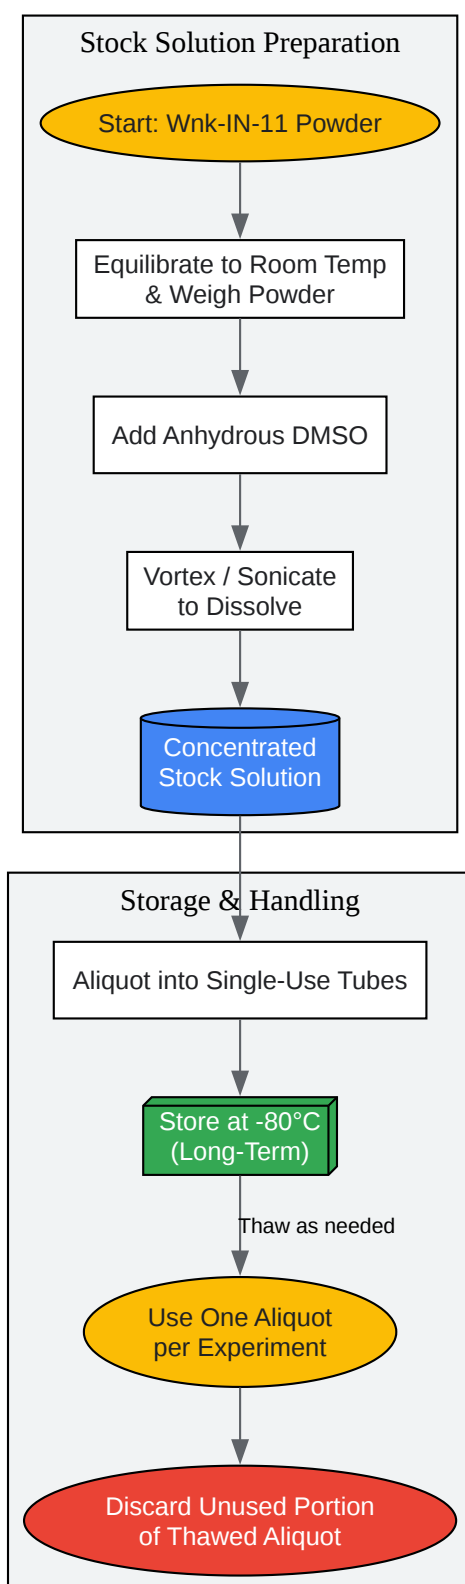 Stock Solution Preparation
Start: Wnk-IN-11 Powder
Equilibrate to Room Temp
& Weigh Powder
Add Anhydrous DMSO
Vortex / Sonicate
to Dissolve
Concentrated
Stock Solution
Storage & Handling
Aliquot into Single-Use Tubes
Store at -80°C
(Long-Term)
Thaw as needed
Use One Aliquot
per Experiment
Discard Unused Portion
of Thawed Aliquot